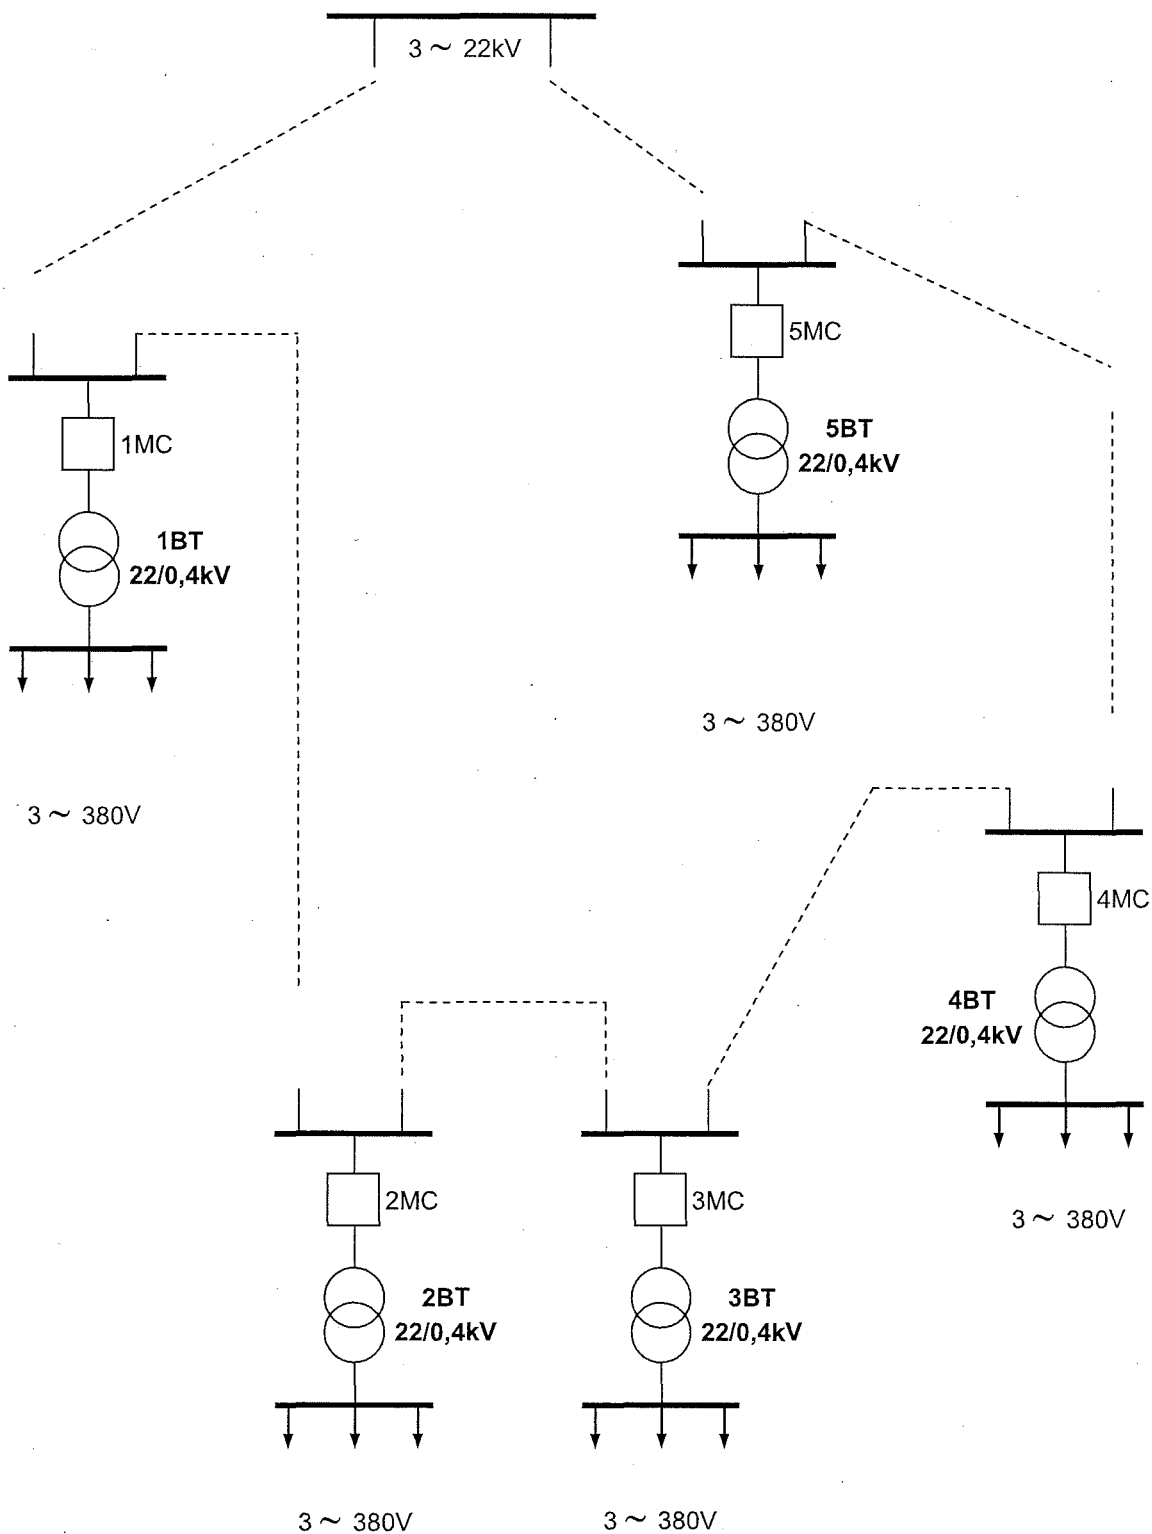 3 ~ 22kV
5MC
1MC
5BT
22/0,4kV
1BT
22/0,4kV
3 ~ 380V
3 ~ 380V
4MC
4BT
22/0,4kV
2MC
3MC
3 ~ 380V
2BT
22/0,4kV
3BT
22/0,4kV
3 ~ 380V
3 ~ 380V